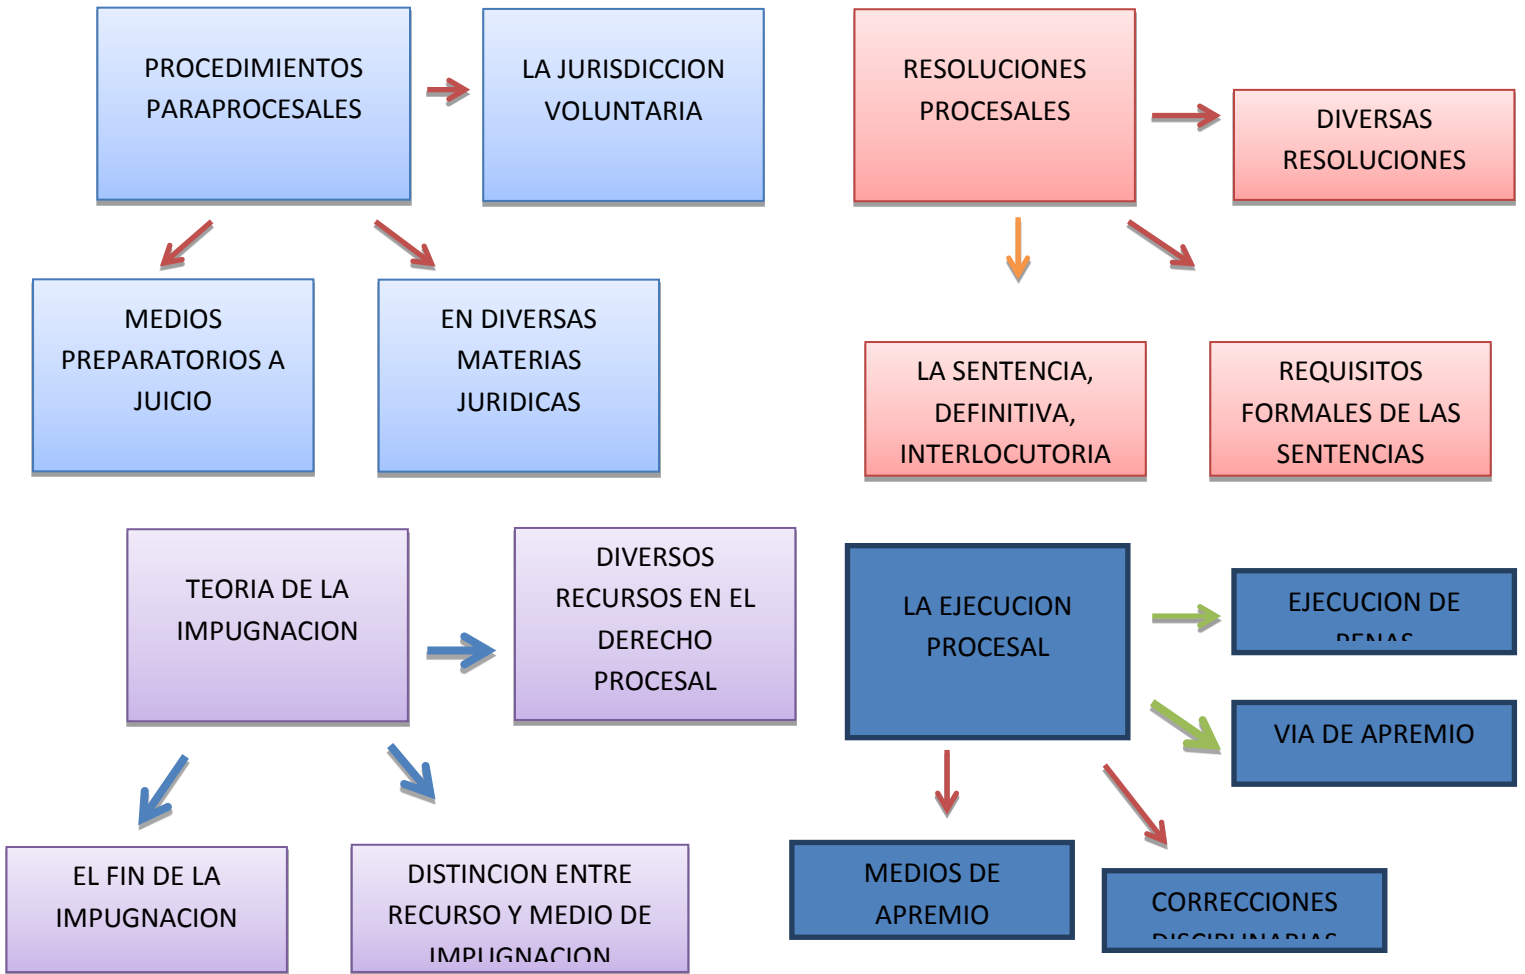 PROCEDIMIENTOS
PARAPROCESALES
LA JURISDICCION
VOLUNTARIA
MEDIOS
PREPARATORIOS A
JUICIO
EN DIVERSAS
MATERIAS
JURIDICAS
RESOLUCIONES
PROCESALES
DIVERSAS
RESOLUCIONES
LA SENTENCIA,
DEFINITIVA,
INTERLOCUTORIA
REQUISITOS
FORMALES DE LAS
SENTENCIAS
TEORIA DE LA
IMPUGNACION
DIVERSOS
RECURSOS EN EL
DERECHO
PROCESAL
EL FIN DE LA
IMPUGNACION
DISTINCION ENTRE
RECURSO Y MEDIO DE
IMPUGNACION
LA EJECUCION
PROCESAL
EJECUCION DE
PENAS
VIA DE APREMIO
MEDIOS DE
APREMIO
CORRECCIONES
DISCIPLINARIAS